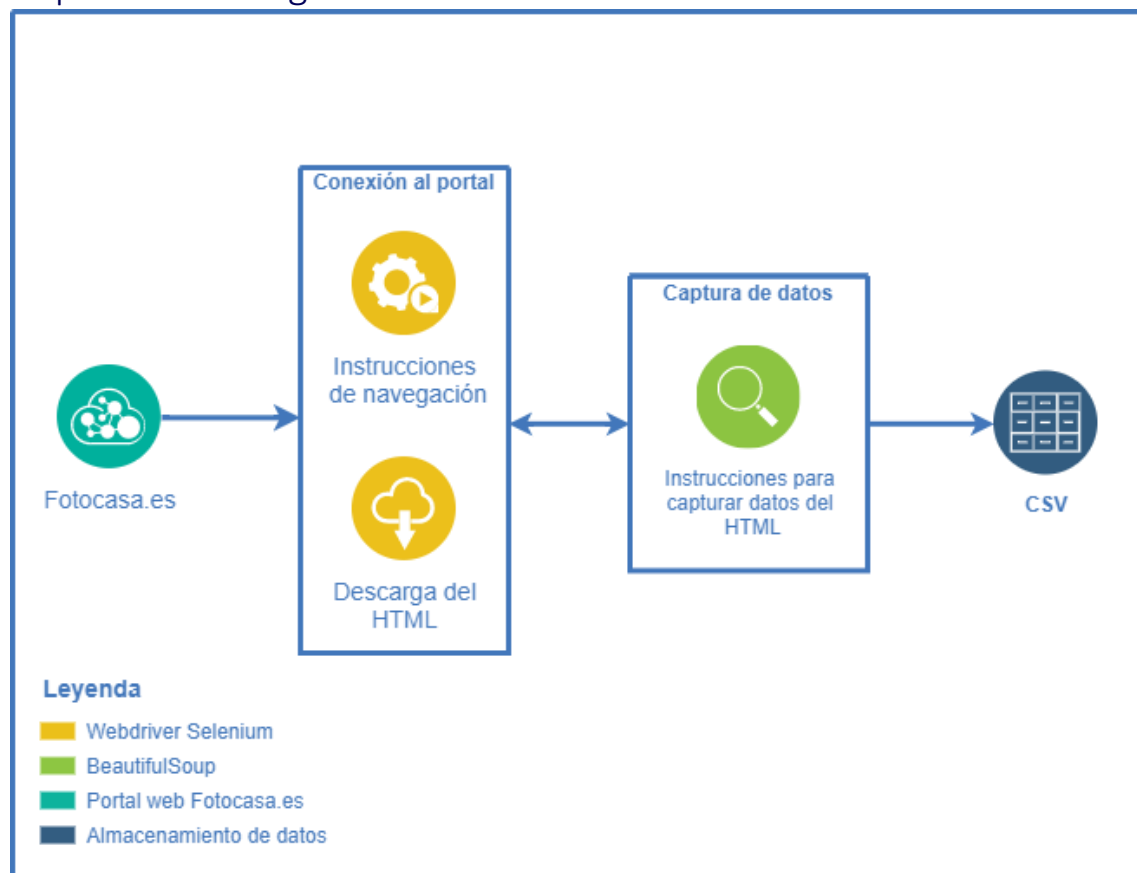 Conexión al portal
Instrucciones
de navegación
Descarga del
HTML
Fotocasa.es
Captura de datos
Instrucciones para
capturar datos del
HTML
CSV
Leyenda
Webdriver Selenium
BeautifulSoup
Portal web Fotocasa.es
Almacenamiento de datos